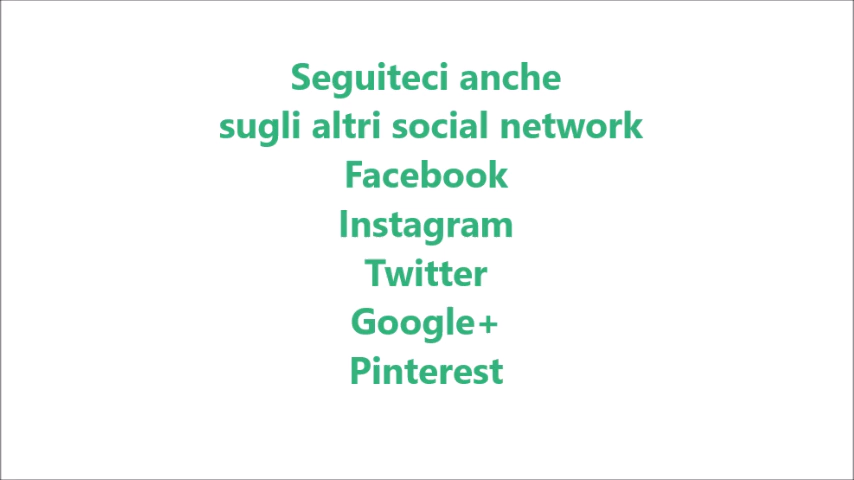 Seguiteci anche
sugli altri social network
Facebook
Instagram
Twitter
Google+
Pinterest